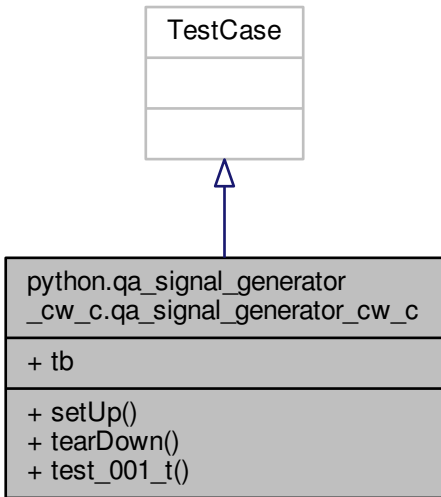 TestCase
python.qa_signal_generator
_cw_c.qa_signal_generator_cw_c
+ tb
+ setUp()
+ tearDown()
+ test_001_t()